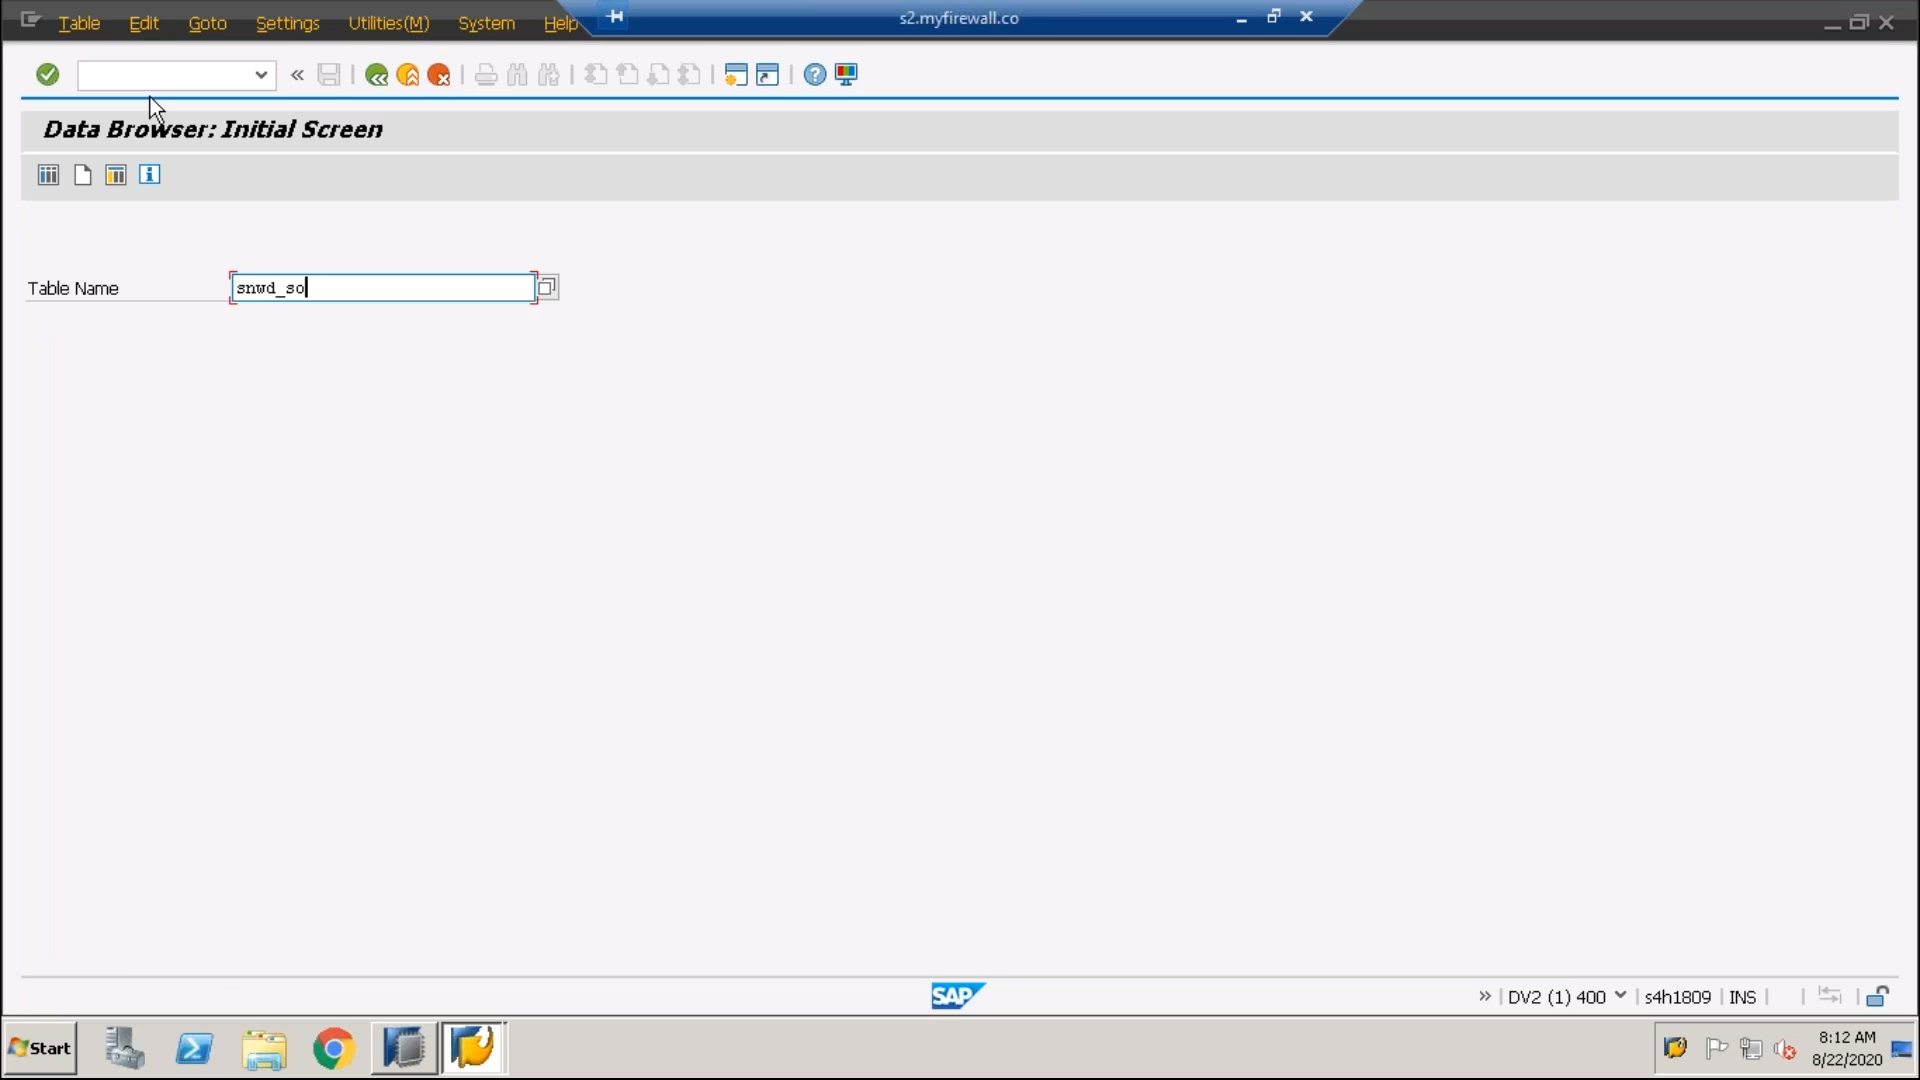 Table Edit Goto Settings Utilities(M) System Help
s2.myfirewall.co
Data Browser: Initial Screen
Table Name snwd_so
SAP
DV2 (1) 400 s4h1809 INS
Start
8:12 AM
8/22/2020